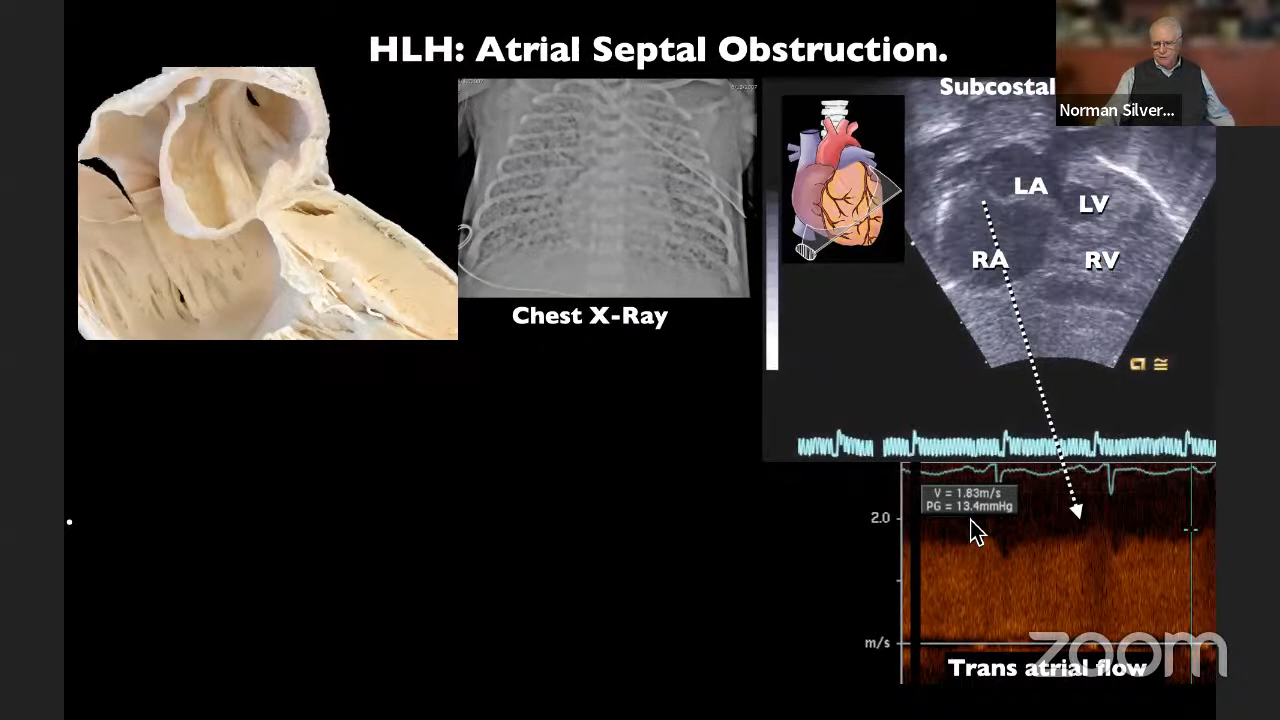 HLH: Atrial Septal Obstruction.
Subcostal
Norman Silver...
LA
LV
RA
RV
Chest X-Ray
V = 1.83m/s
PG = 13.4mmHg
2.0
m/s
zoom
Trans atrial flow